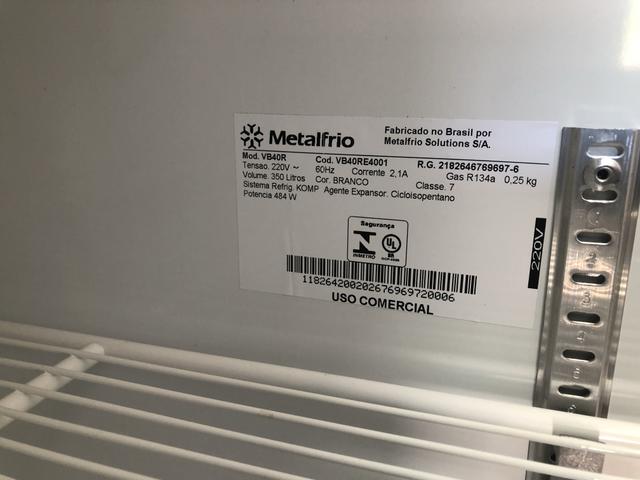 Metalfrio
Fabricado no Brasil por
Metalfrio Solutions S/A.
Mod. VB40R Cod. VB40RE4001 R.G. 2182646769697-6
Tensao. 220V ~ 60Hz Corrente 2,1A Gas R134a 0,25 kg
Volume. 350 Litros Cor. BRANCO Classe. 7
Sistema Refrig. KOMP Agente Expansor. Cicloisopentano
Potencia 484 W
Segurança
INMETRO
UL
BR
220V
118264200202676969720006
USO COMERCIAL